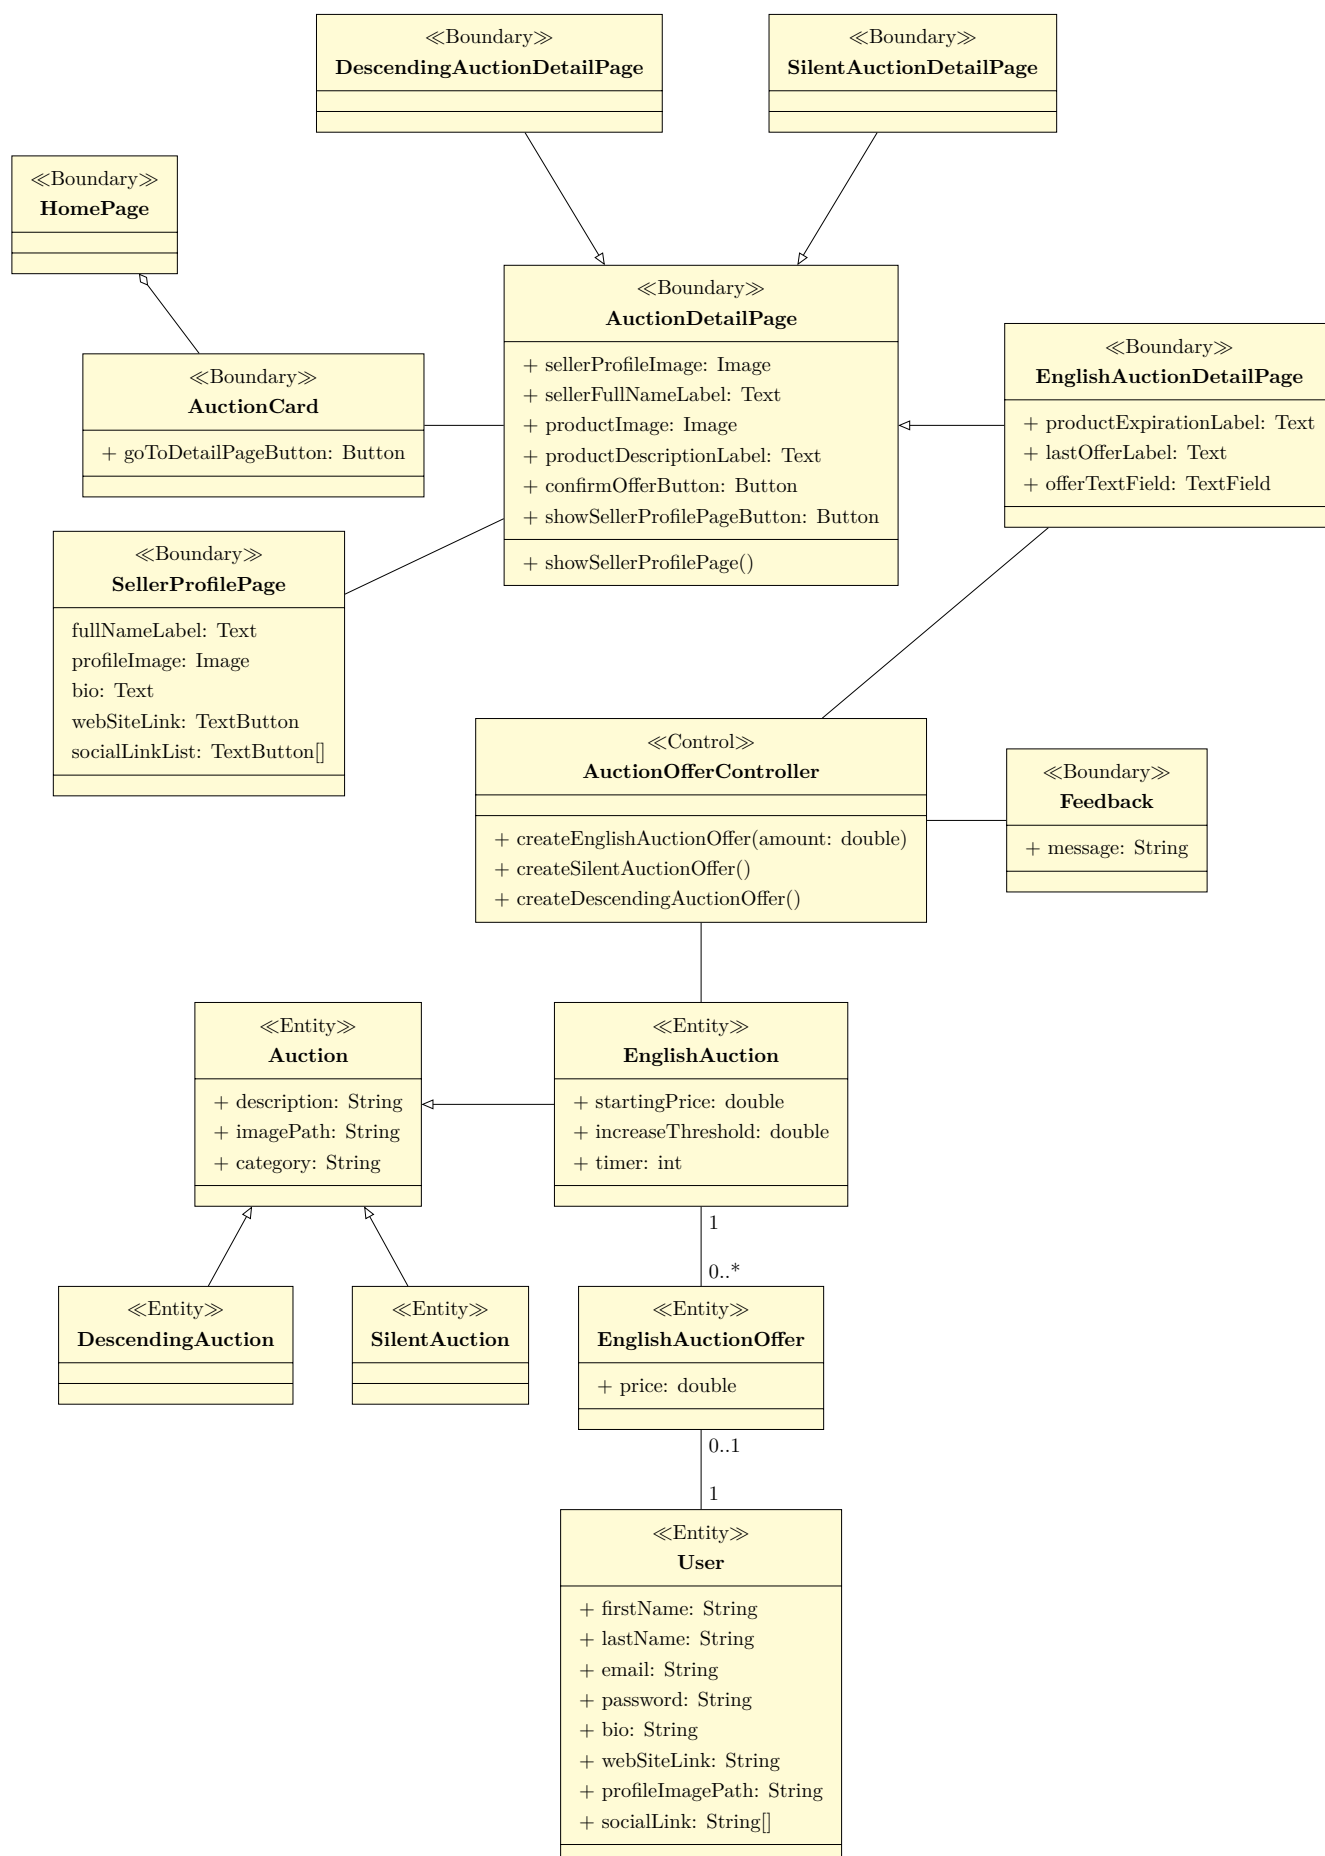 ≪Boundary≫
DescendingAuctionDetailPage
≪Boundary≫
SilentAuctionDetailPage
≪Boundary≫
HomePage
≪Boundary≫
AuctionDetailPage
+ sellerProfileImage: Image
+ sellerFullNameLabel: Text
+ productImage: Image
+ productDescriptionLabel: Text
+ confirmOfferButton: Button
+ showSellerProfilePageButton: Button
+ showSellerProfilePage()
≪Boundary≫
EnglishAuctionDetailPage
+ productExpirationLabel: Text
+ lastOfferLabel: Text
+ offerTextField: TextField
≪Boundary≫
AuctionCard
+ goToDetailPageButton: Button
≪Boundary≫
SellerProfilePage
fullNameLabel: Text
profileImage: Image
bio: Text
webSiteLink: TextButton
socialLinkList: TextButton[]
≪Control≫
AuctionOfferController
+ createEnglishAuctionOffer(amount: double)
+ createSilentAuctionOffer()
+ createDescendingAuctionOffer()
≪Boundary≫
Feedback
+ message: String
≪Entity≫
Auction
+ description: String
+ imagePath: String
+ category: String
≪Entity≫
EnglishAuction
+ startingPrice: double
+ increaseThreshold: double
+ timer: int
1
0..*
≪Entity≫
DescendingAuction
≪Entity≫
SilentAuction
≪Entity≫
EnglishAuctionOffer
+ price: double
0..1
1
≪Entity≫
User
+ firstName: String
+ lastName: String
+ email: String
+ password: String
+ bio: String
+ webSiteLink: String
+ profileImagePath: String
+ socialLink: String[]